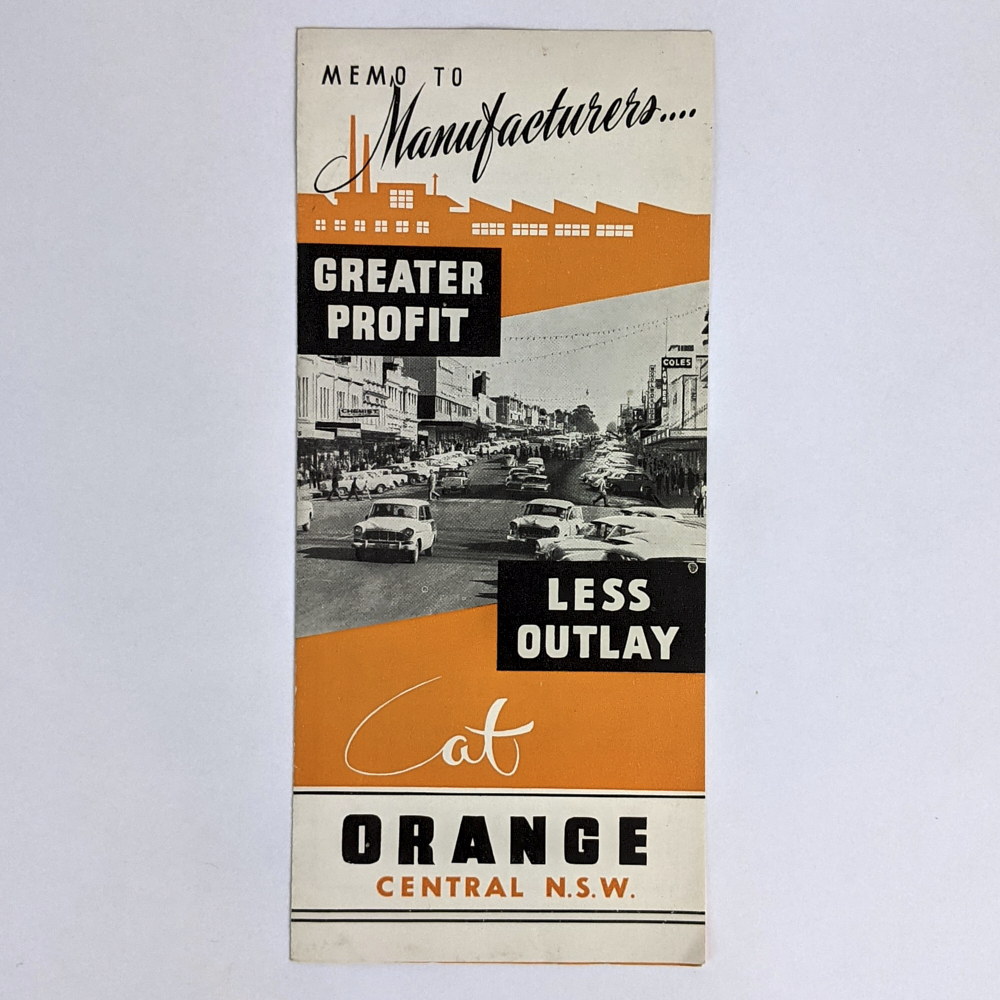 MEMO TO
Manufacturers....
GREATER
PROFIT
COLES
CHEMIST
LESS
OUTLAY
at
ORANGE
CENTRAL N.S.W.